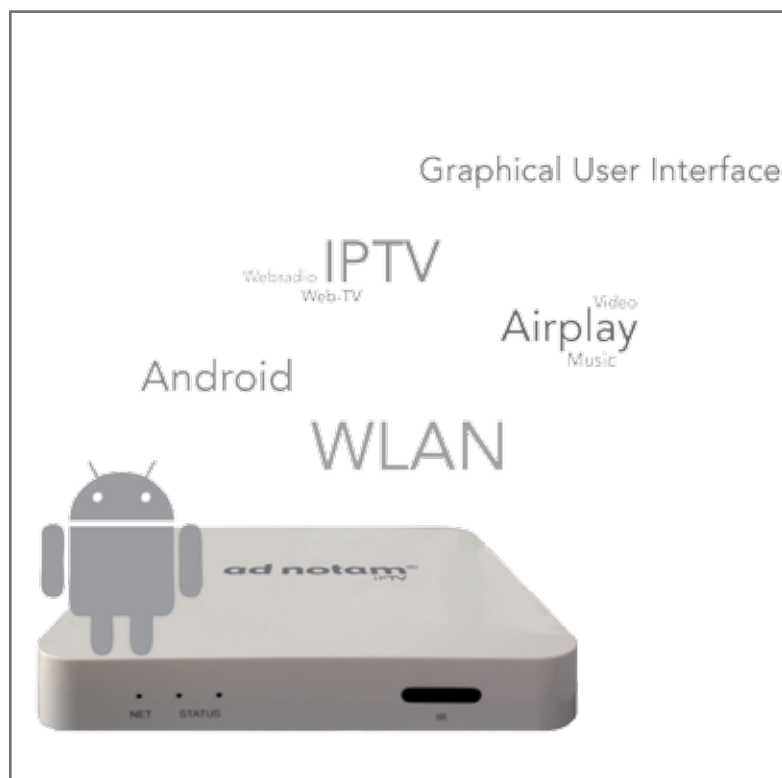 Graphical User Interface
IPTV
Webradio
Web-TV
Video
Airplay
Music
Android
WLAN
ad notam®
IPTV
NET STATUS
IR